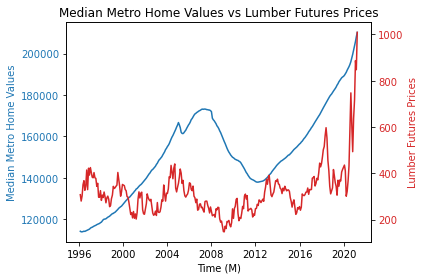 Median Metro Home Values vs Lumber Futures Prices
Median Metro Home Values
200000
180000
160000
140000
120000
1000
800
600
400
200
Lumber Futures Prices
1996 2000 2004 2008 2012 2016 2020
Time (M)